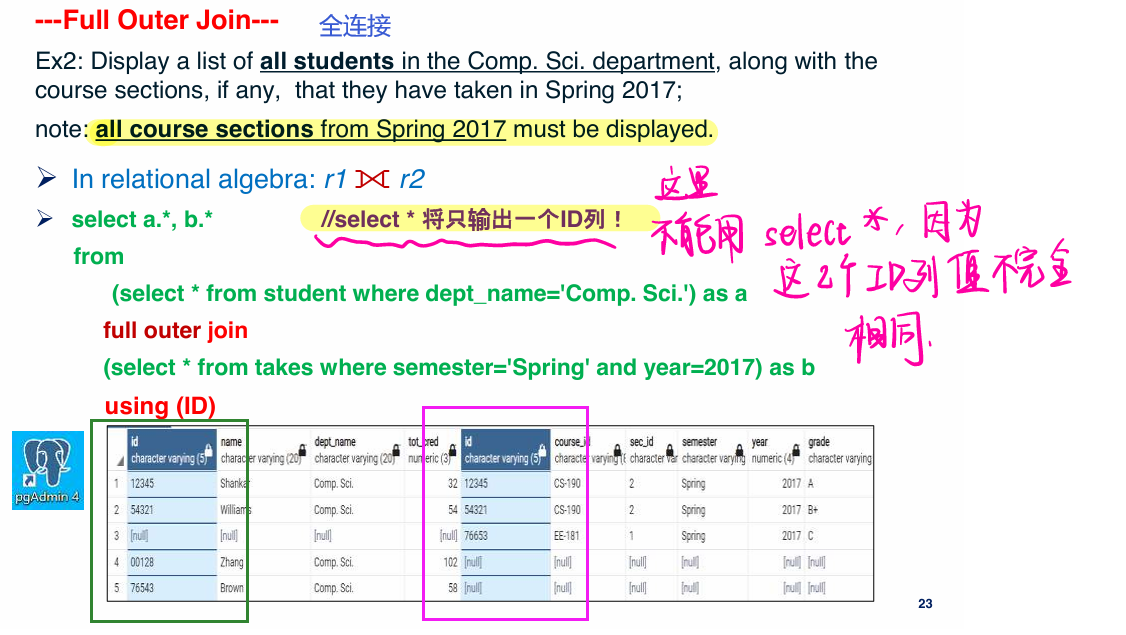 ---Full Outer Join--- 全连接
Ex2: Display a list of all students in the Comp. Sci. department, along with the
course sections, if any, that they have taken in Spring 2017;
note: all course sections from Spring 2017 must be displayed.
➢ In relational algebra: r1 ⟗ r2
➢ select a.*, b.* //select * 将只输出一个ID列！
这里
不能用 select *, 因为
这2个ID列值不完全
相同.
from
(select * from student where dept_name='Comp. Sci.') as a
full outer join
(select * from takes where semester='Spring' and year=2017) as b
using (ID)
pgAdmin 4
id name dept_name tot_cred id course_id sec_id semester year grade
character varying (5) character varying (20) character varying (20) numeric (3) character varying (5) character varying (8 character var character varying numeric (4) character varying
1 12345 Shankar Comp. Sci. 32 12345 CS-190 2 Spring 2017 A
2 54321 Williams Comp. Sci. 54 54321 CS-190 2 Spring 2017 B+
3 [null] [null] [null] [null] 76653 EE-181 1 Spring 2017 C
4 00128 Zhang Comp. Sci. 102 [null] [null] [null] [null] [null] [null]
5 76543 Brown Comp. Sci. 58 [null] [null] [null] [null] [null] [null]
23